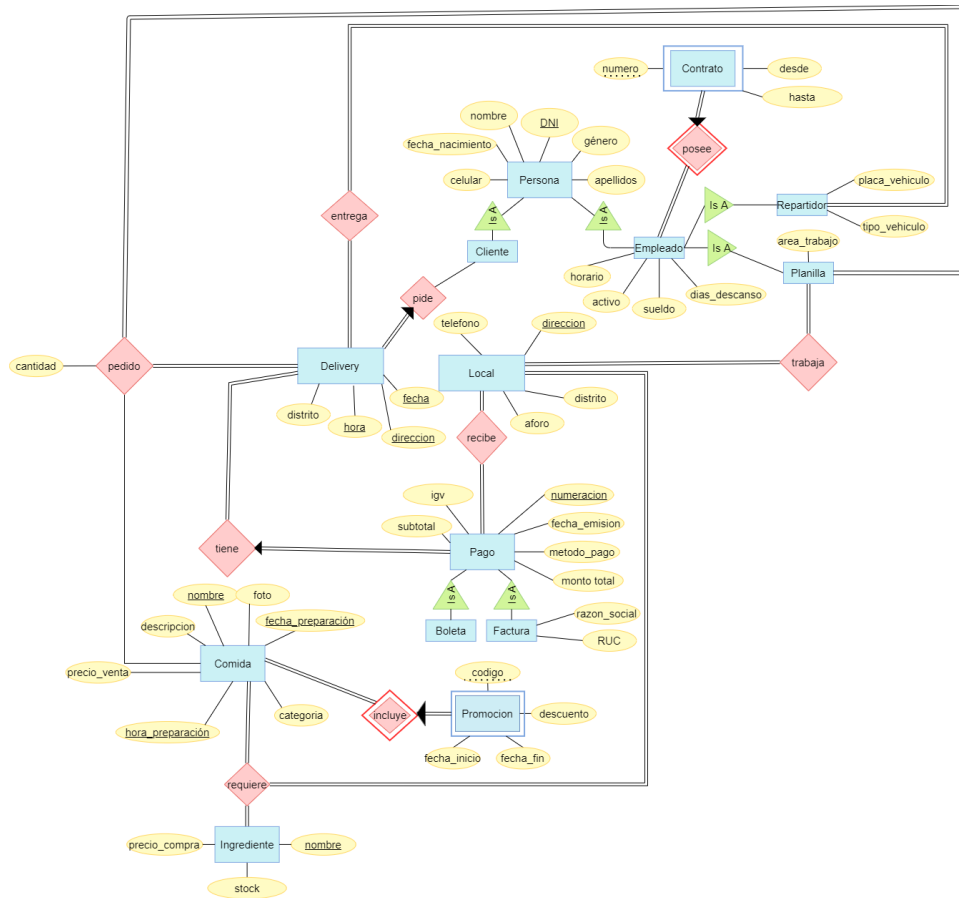 numero
Contrato
desde
hasta
nombre
DNI
género
fecha_nacimiento
posee
celular
Persona
apellidos
placa_vehiculo
Is A
Repartidor
entrega
Is A
Is A
tipo_vehiculo
Cliente
Empleado
Is A
area_trabajo
horario
Planilla
dias_descanso
activo
sueldo
pide
telefono
direccion
cantidad
pedido
Delivery
Local
trabaja
fecha
distrito
distrito
hora
aforo
direccion
recibe
igv
numeracion
subtotal
fecha_emision
tiene
Pago
metodo_pago
monto total
nombre
foto
Is A
Is A
fecha_preparación
razon_social
descripcion
Boleta
Factura
RUC
Comida
precio_venta
codigo
categoria
incluye
Promocion
descuento
hora_preparación
fecha_inicio
fecha_fin
requiere
precio_compra
Ingrediente
nombre
stock